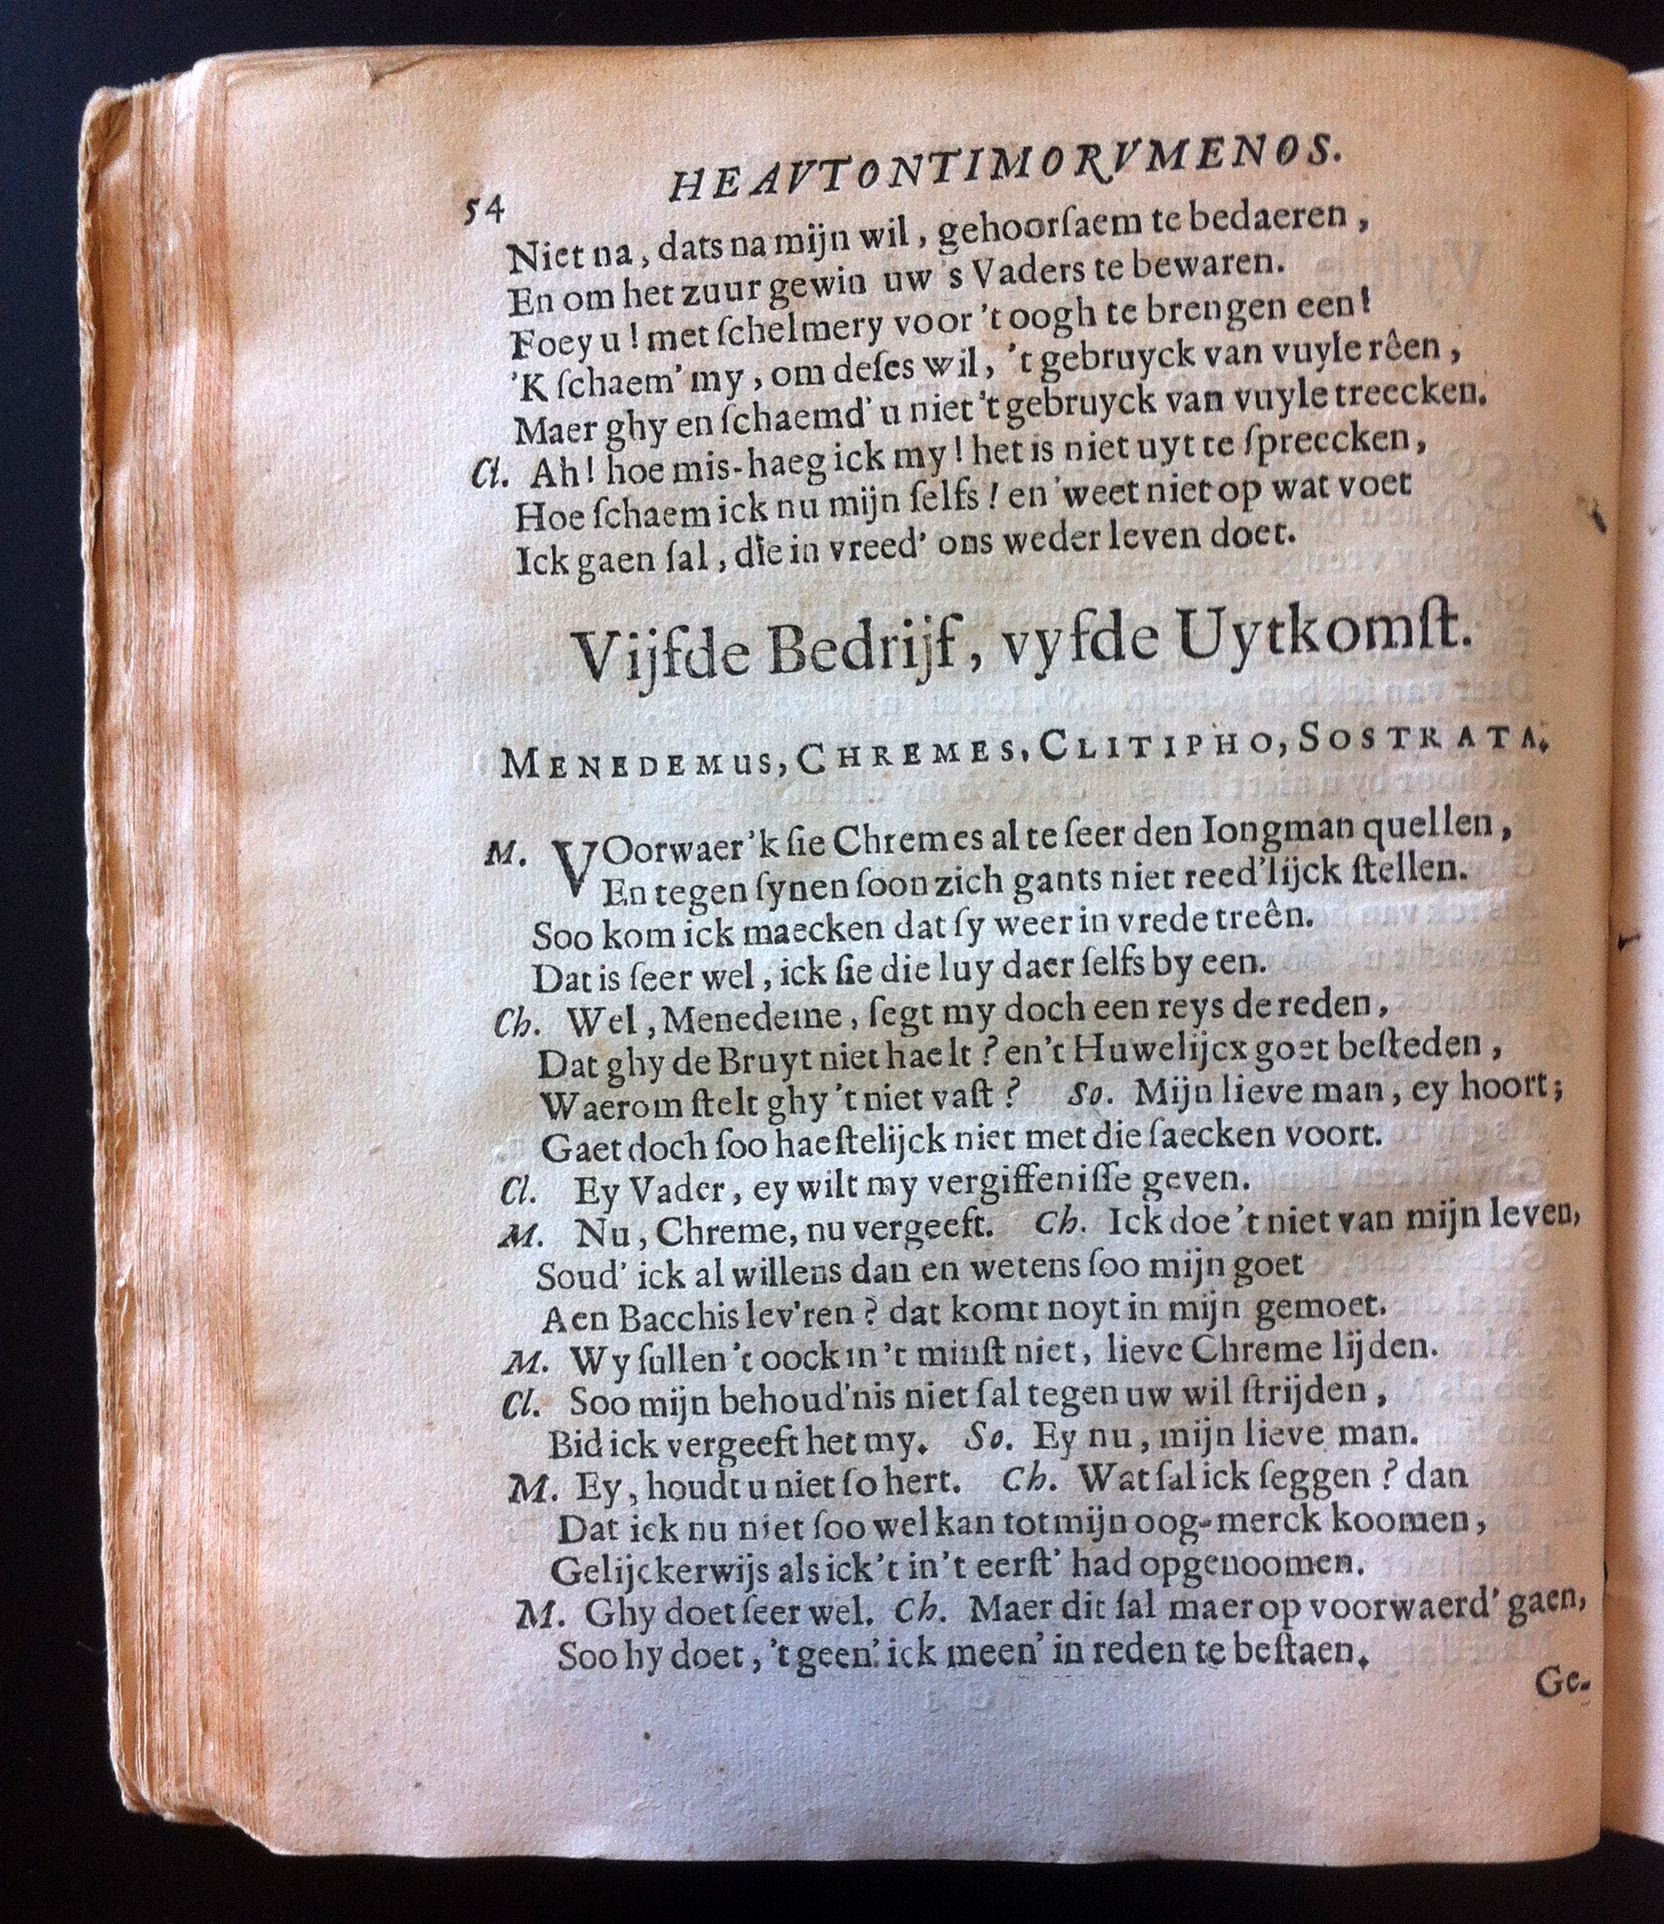 54 HEAVTONTIMORVMENOS.
Niet na, dats na mijn wil, gehoorſaem te bedaeren,
En om het zuur gewin uw 's Vaders te bewaren.
Foey u! met ſchelmery voor 't oogh te brengen een!
'K ſchaem' my, om deſes wil, 't gebruyck van vuyle rêen,
Maer ghy en ſchaemd' u niet 't gebruyck van vuyle treecken.
Cl. Ah! hoe mis-haeg ick my! het is niet uyt te ſpreecken,
Hoe ſchaem ick nu mijn ſelfs! en 'weet niet op wat voet
Ick gaen ſal, die in vreed' ons weder leven doet.
Vijfde Bedrijf, vyfde Uytkomſt.
MENEDEMUS, CHREMES, CLITIPHO, SOSTRATA.
M. VOorwaer 'k ſie Chremes al te ſeer den Iongman quellen,
En tegen ſynen ſoon zich gants niet reed'lijck ſtellen.
Soo kom ick maecken dat ſy weer in vrede treên.
Dat is ſeer wel, ick ſie die luy daer ſelfs by een.
Ch. Wel, Menedeme, ſegt my doch een reys de reden,
Dat ghy de Bruyt niet haelt? en't Huwelijcx goet beſteden,
Waerom ſtelt ghy 't niet vaſt? So. Mijn lieve man, ey hoort;
Gaet doch ſoo haeſtelijck niet met die ſaecken voort.
Cl. Ey Vader, ey wilt my vergiffeniſſe geven.
M. Nu, Chreme, nu vergeeft. Ch. Ick doe 't niet van mijn leven,
Soud' ick al willens dan en wetens ſoo mijn goet
Aen Bacchis lev'ren? dat komt noyt in mijn gemoet.
M. Wy ſullen 't oock in 't minſt niet, lieve Chreme lijden.
Cl. Soo mijn behoud'nis niet ſal tegen uw wil ſtrijden,
Bid ick vergeeft het my. So. Ey nu, mijn lieve man.
M. Ey, houdt u niet ſo hert. Ch. Wat ſal ick ſeggen? dan
Dat ick nu niet ſoo wel kan tot mijn oog-merck koomen,
Gelijckerwijs als ick 't in 't eerſt' had opgenoomen.
M. Ghy doet ſeer wel. Ch. Maer dit ſal maer op voorwaerd' gaen,
Soo hy doet, 't geen' ick meen' in reden te beſtaen.
Ge-